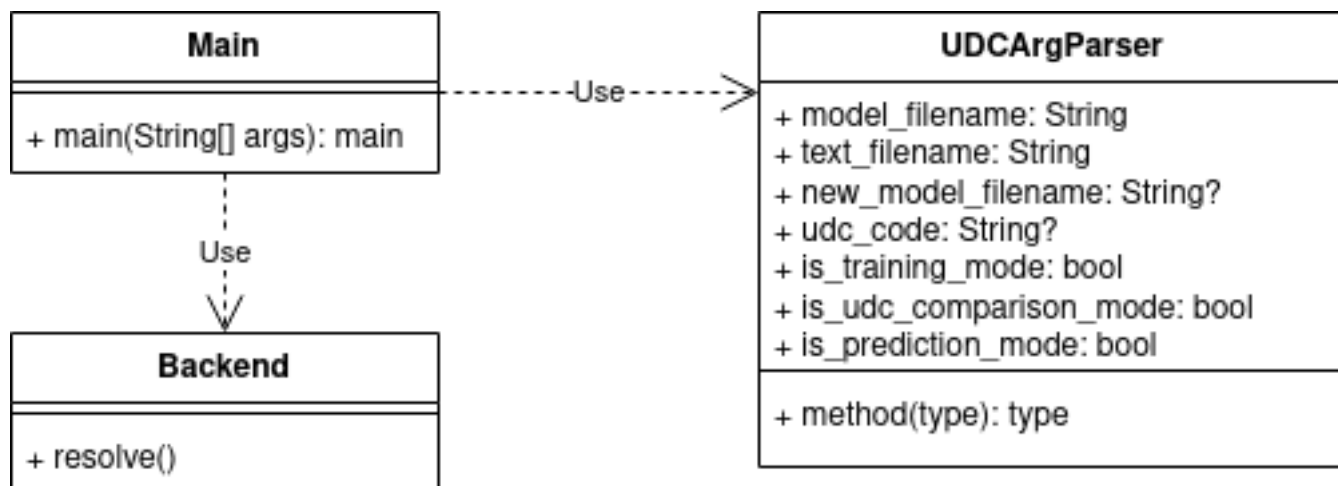 Main
+ main(String[] args): main
Use
Use
Backend
+ resolve()
UDCArgParser
+ model_filename: String
+ text_filename: String
+ new_model_filename: String?
+ udc_code: String?
+ is_training_mode: bool
+ is_udc_comparison_mode: bool
+ is_prediction_mode: bool
+ method(type): type